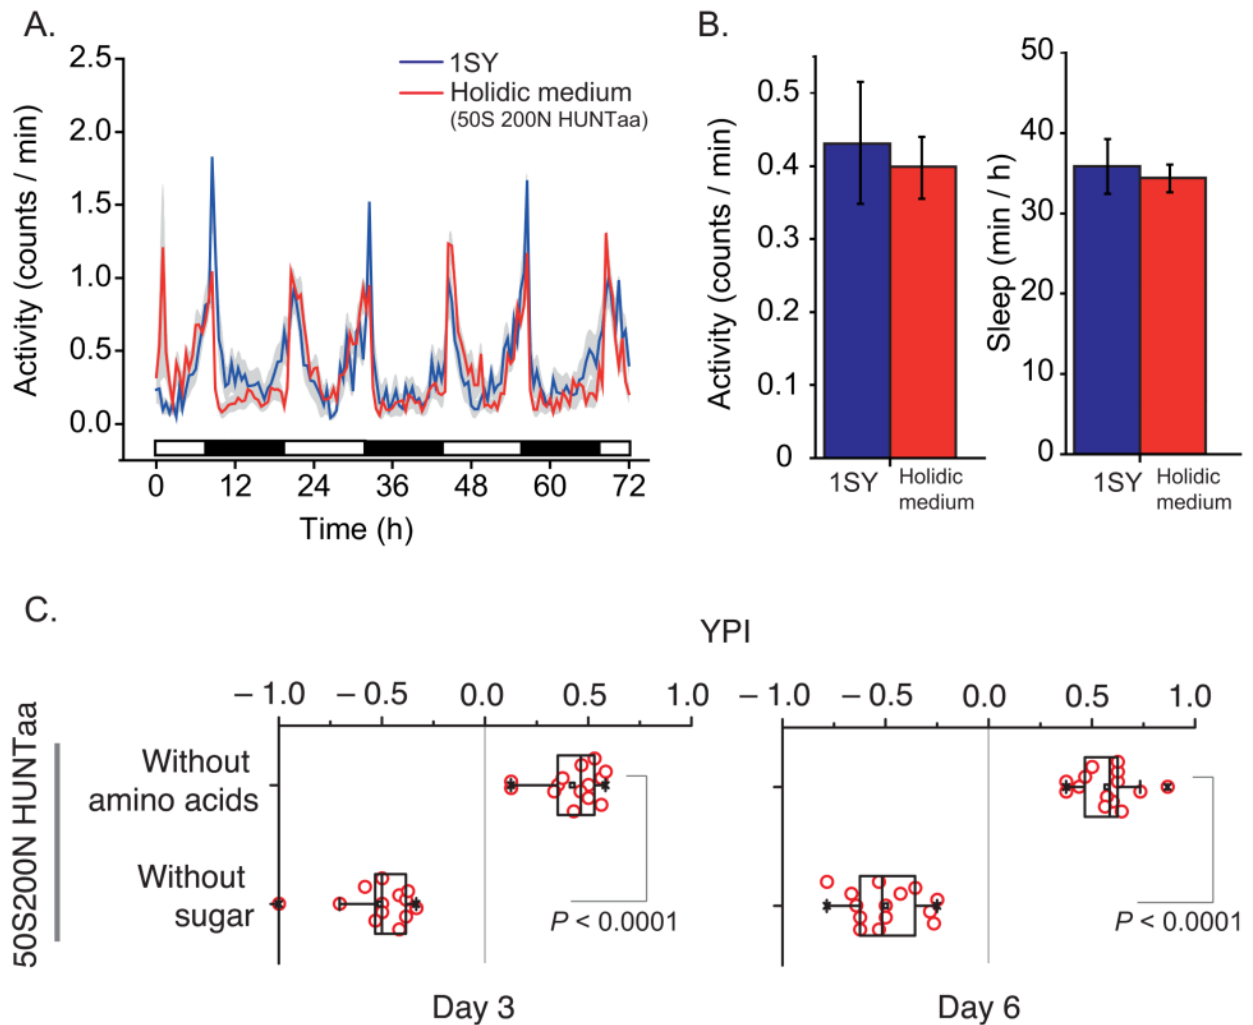 A.
2.5
2.0
1.5
1.0
0.5
0.0
Activity (counts / min)
1SY
Holidic medium
(50S 200N HUNTaa)
0 12 24 36 48 60 72
Time (h)
B.
0.5
0.4
0.3
0.2
0.1
0
Activity (counts / min)
1SY
Holidic
medium
50
40
30
20
10
0
Sleep (min / h)
1SY
Holidic
medium
C.
YPI
– 1.0 – 0.5 0.0 0.5 1.0
– 1.0 – 0.5 0.0 0.5 1.0
50S200N HUNTaa
Without
amino acids
Without
sugar
P < 0.0001
P < 0.0001
Day 3
Day 6